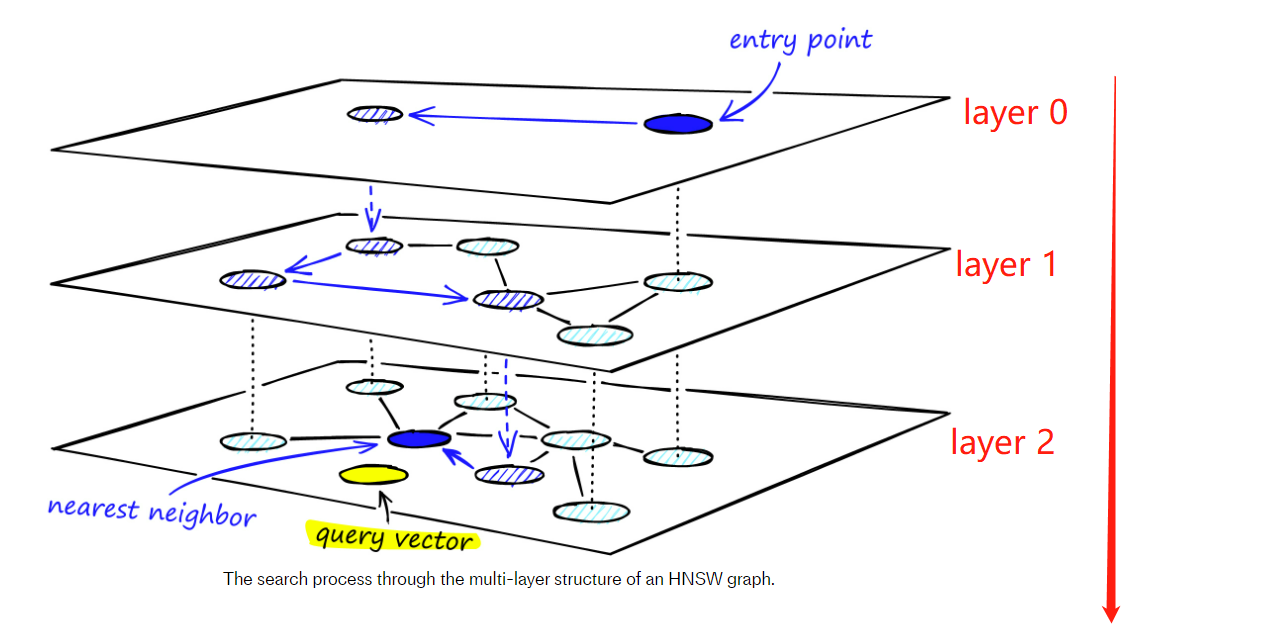 entry point
layer 0
layer 1
layer 2
nearest neighbor
query vector
The search process through the multi-layer structure of an HNSW graph.